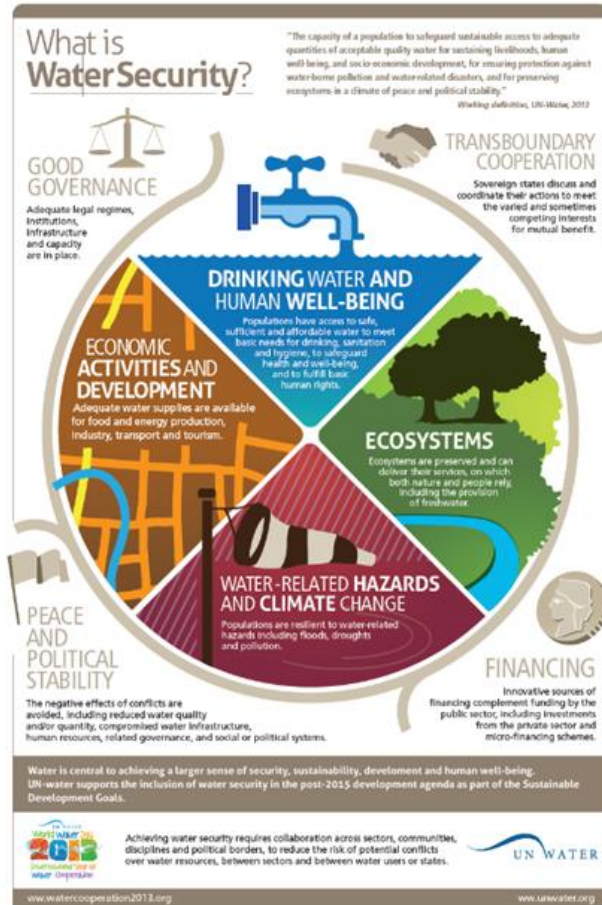 What is
Water Security?
"The capacity of a population to safeguard sustainable access to adequate
quantities of acceptable quality water for sustaining livelihoods, human
well-being, and socio-economic development, for ensuring protection against
water-borne pollution and water-related disasters, and for preserving
ecosystems in a climate of peace and political stability."
Working definition, UN-Water, 2013
GOOD
GOVERNANCE
Adequate legal regimes,
institutions,
infrastructure
and capacity
are in place.
TRANSBOUNDARY
COOPERATION
Sovereign states discuss and
coordinate their actions to meet
the varied and sometimes
competing interests
for mutual benefit.
DRINKING WATER AND
HUMAN WELL-BEING
Populations have access to safe,
sufficient and affordable water to meet
basic needs for drinking, sanitation
and hygiene, to safeguard
health and well-being,
and to fulfill basic
human rights.
ECONOMIC
ACTIVITIES AND
DEVELOPMENT
Adequate water supplies are available
for food and energy production,
industry, transport and tourism.
ECOSYSTEMS
Ecosystems are preserved and can
deliver their services, on which
both nature and people rely,
including the provision
of freshwater.
WATER-RELATED HAZARDS
AND CLIMATE CHANGE
Populations are resilient to water-related
hazards including floods, droughts
and pollution.
PEACE
AND
POLITICAL
STABILITY
The negative effects of conflicts are
avoided, including reduced water quality
and/or quantity, compromised water infrastructure,
human resources, related governance, and social or political systems.
FINANCING
Innovative sources of
financing complement funding by the
public sector, including investments
from the private sector and
micro-financing schemes.
Water is central to achieving a larger sense of security, sustainability, development and human well-being.
UN-water supports the inclusion of water security in the post-2015 development agenda as part of the Sustainable
Development Goals.
UN WATER
World Water Day
2013
International Year of
Water Cooperation
Achieving water security requires collaboration across sectors, communities,
disciplines and political borders, to reduce the risk of potential conflicts
over water resources, between sectors and between water users or states.
UN WATER
ww.watercooperation2013.org
ww.unwater.org